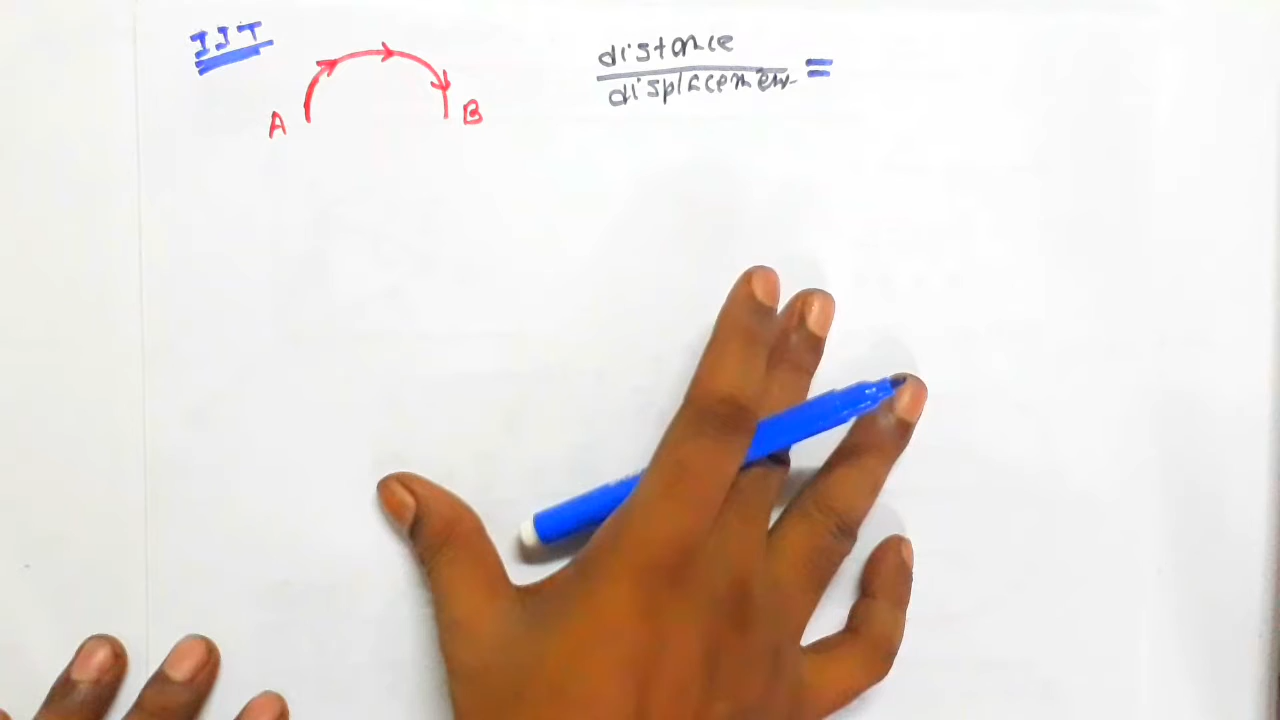 IIT
A B
distance
displacement =